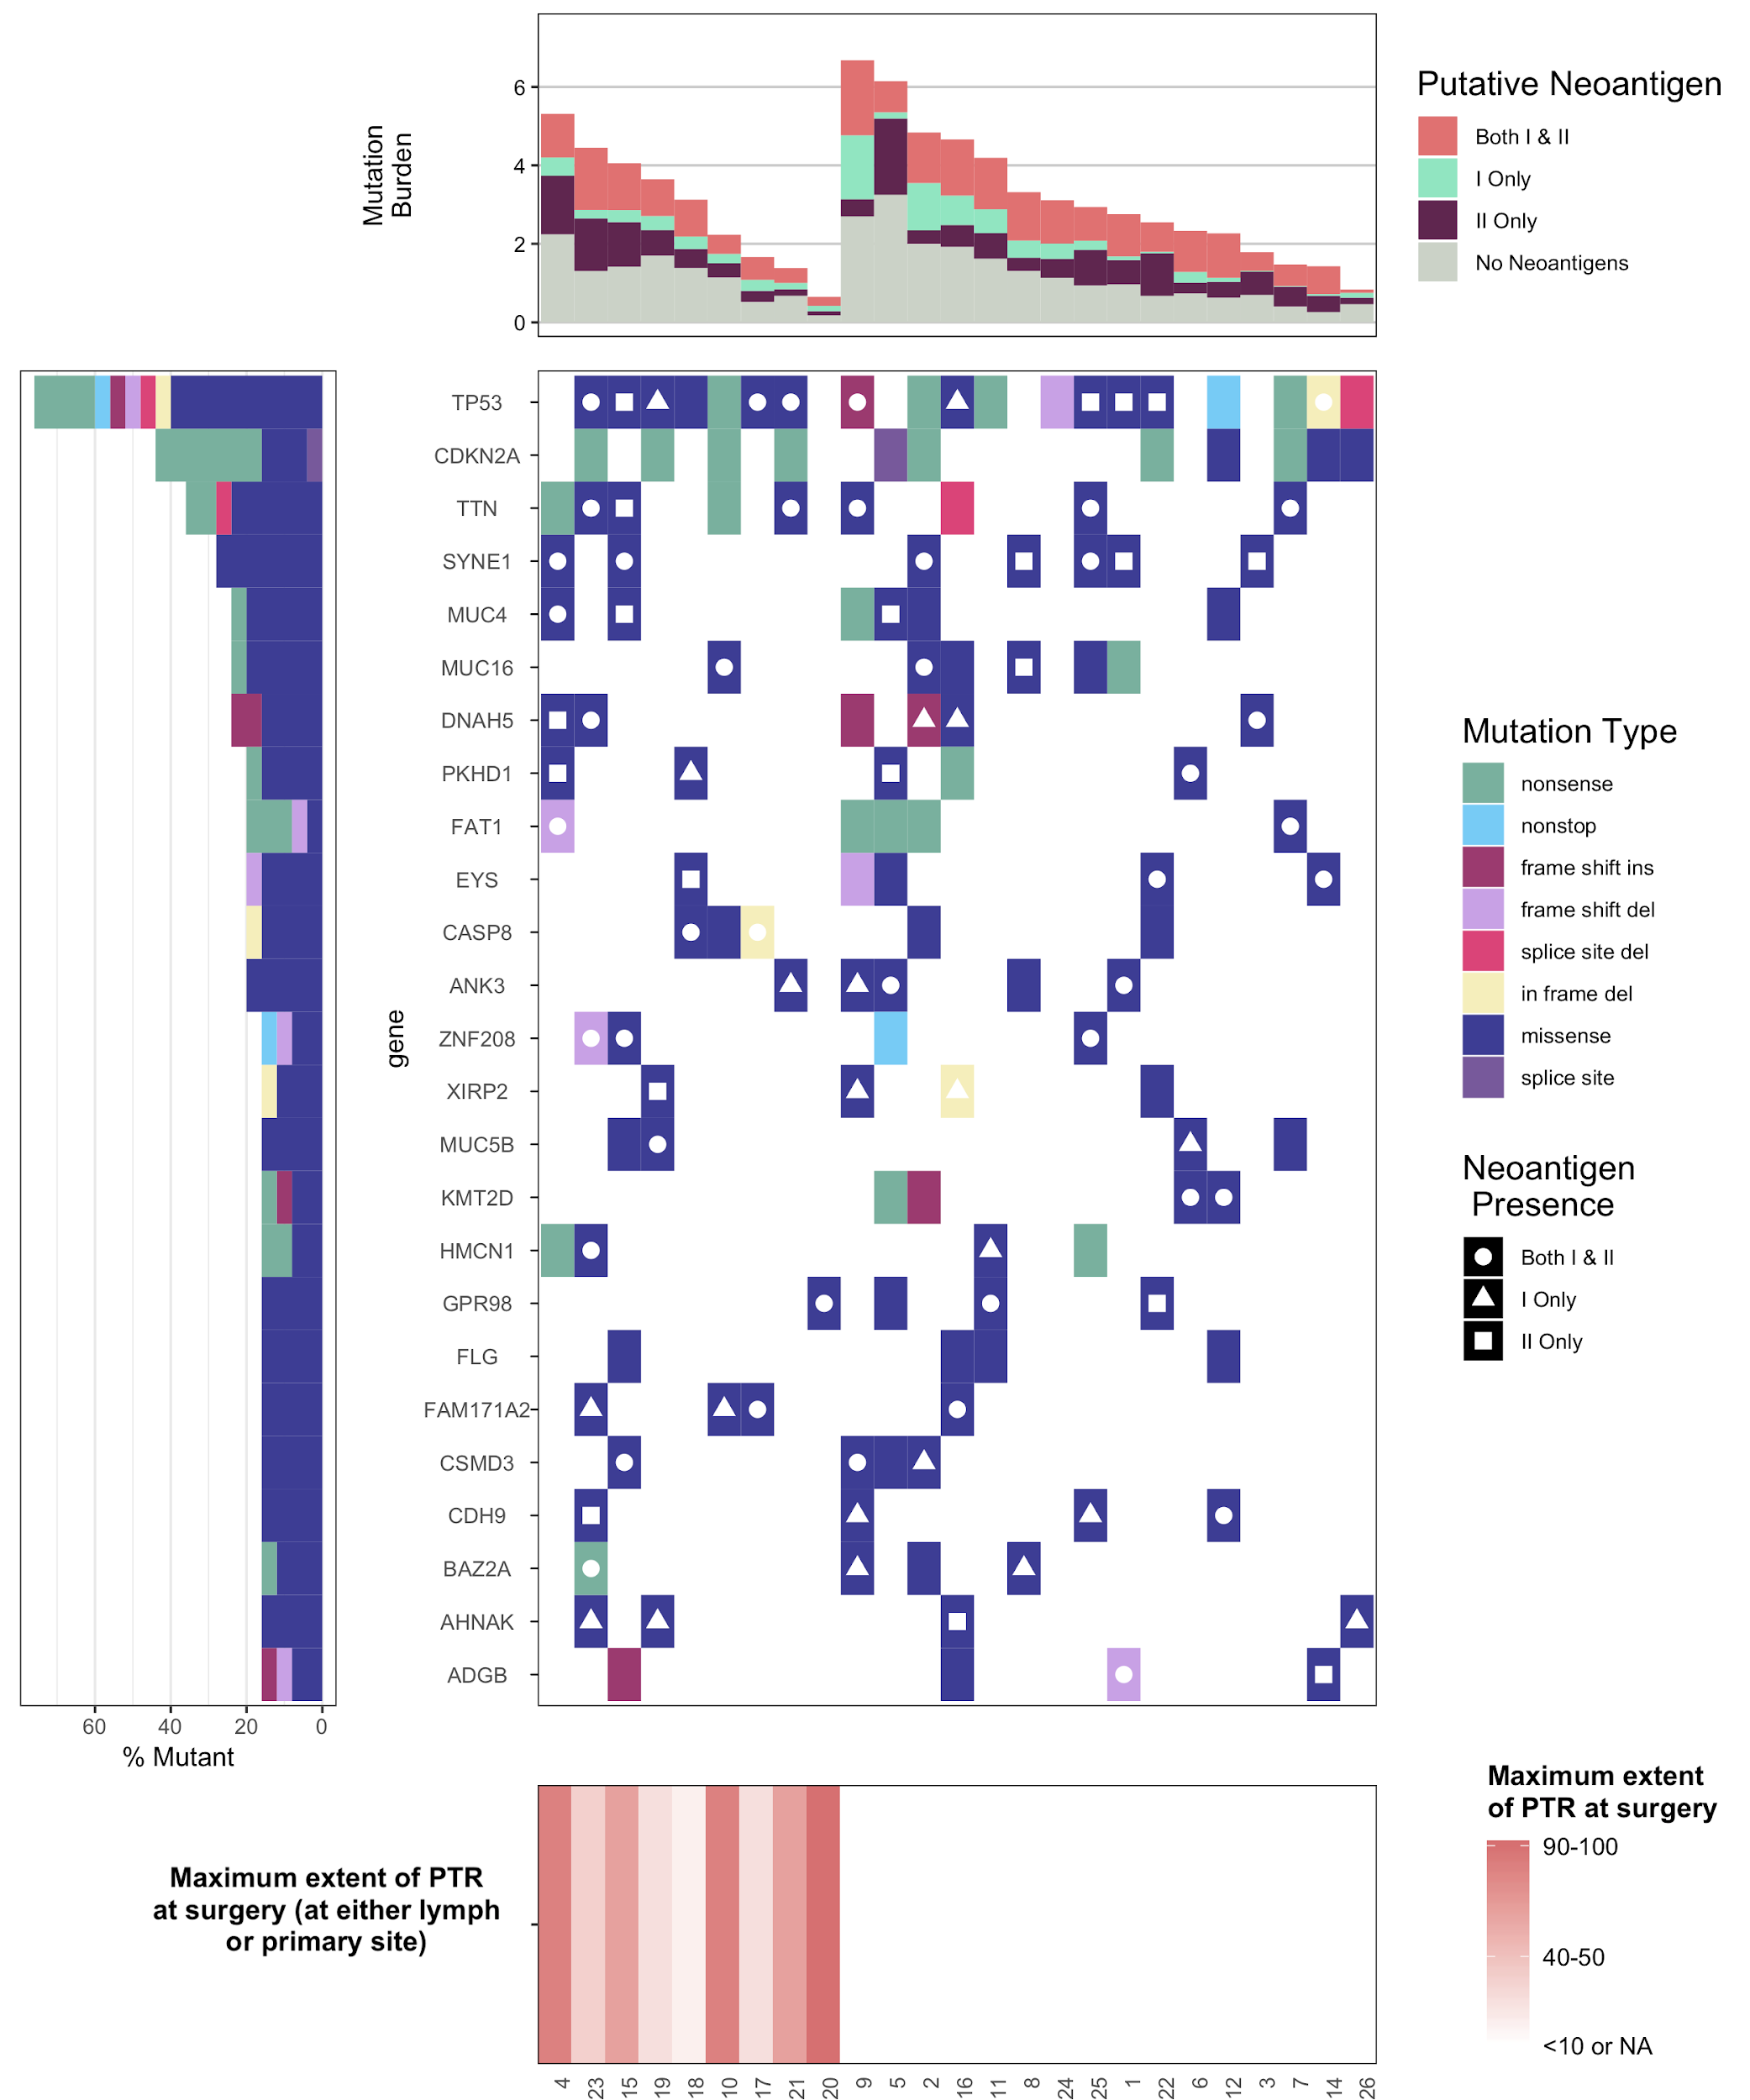 Mutation
Burden
6
4
2
0
Putative Neoantigen
Both I & II
I Only
II Only
No Neoantigens
gene
TP53
CDKN2A
TTN
SYNE1
MUC4
MUC16
DNAH5
PKHD1
FAT1
EYS
CASP8
ANK3
ZNF208
XIRP2
MUC5B
KMT2D
HMCN1
GPR98
FLG
FAM171A2
CSMD3
CDH9
BAZ2A
AHNAK
ADGB
60 40 20 0
% Mutant
Mutation Type
nonsense
nonstop
frame shift ins
frame shift del
splice site del
in frame del
missense
splice site
Neoantigen
Presence
Both I & II
I Only
II Only
Maximum extent of PTR
at surgery (at either lymph
or primary site)
Maximum extent
of PTR at surgery
90-100
40-50
<10 or NA
4 23 15 19 18 10 17 21 20 9 5 2 16 11 8 24 25 1 22 6 12 3 7 14 26